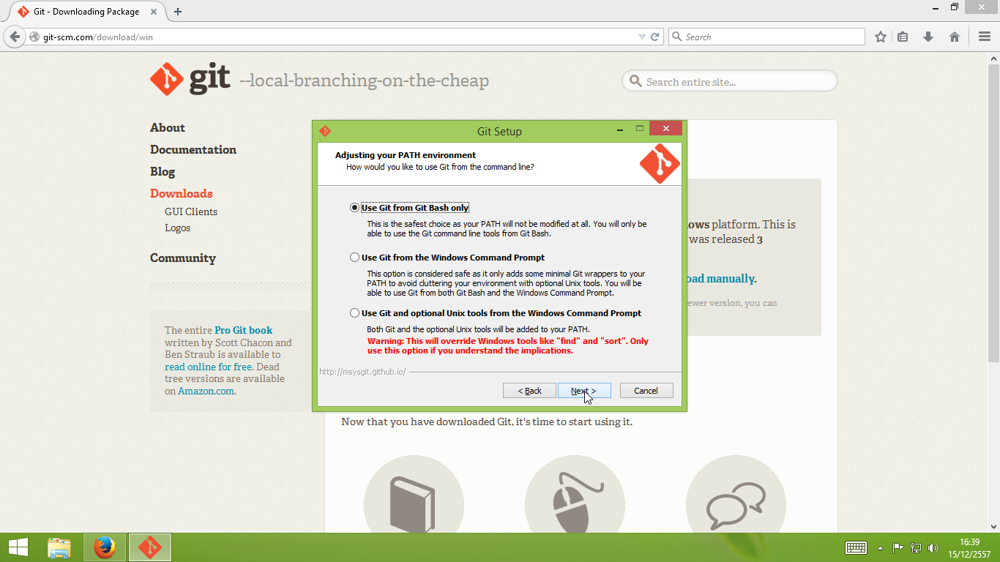 Git - Downloading Package
git-scm.com/download/win
Search
git --local-branching-on-the-cheap
Search entire site...
About
Documentation
Blog
Downloads
GUI Clients
Logos
Community
The entire Pro Git book
written by Scott Chacon and
Ben Straub is available to
read online for free. Dead
tree versions are available
on Amazon.com.
Git Setup
Adjusting your PATH environment
How would you like to use Git from the command line?
Use Git from Git Bash only
This is the safest choice as your PATH will not be modified at all. You will only be
able to use the Git command line tools from Git Bash.
Use Git from the Windows Command Prompt
This option is considered safe as it only adds some minimal Git wrappers to your
PATH to avoid cluttering your environment with optional Unix tools. You will be
able to use Git from both Git Bash and the Windows Command Prompt.
Use Git and optional Unix tools from the Windows Command Prompt
Both Git and the optional Unix tools will be added to your PATH.
Warning: This will override Windows tools like "find" and "sort". Only
use this option if you understand the implications.
http://msysgit.github.io/
< Back
Next >
Cancel
ows platform. This is
was released 3
oad manually.
ewer version, you can
Now that you have downloaded Git, it's time to start using it.
16:39
15/12/2557